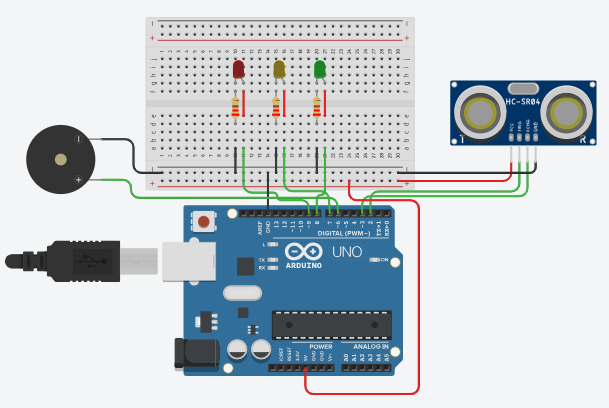 HC-SR04
VCC
TRIG
ECHO
GND
T
R
AREF
GND
13
12
~11
~10
~9
8
7
~6
~5
4
~3
2
TX→1
RX←0
DIGITAL (PWM~)
L
TX
RX
UNO
ARDUINO
ON
POWER
ANALOG IN
IOREF
RESET
3.3V
5V
GND
GND
Vin
A0
A1
A2
A3
A4
A5